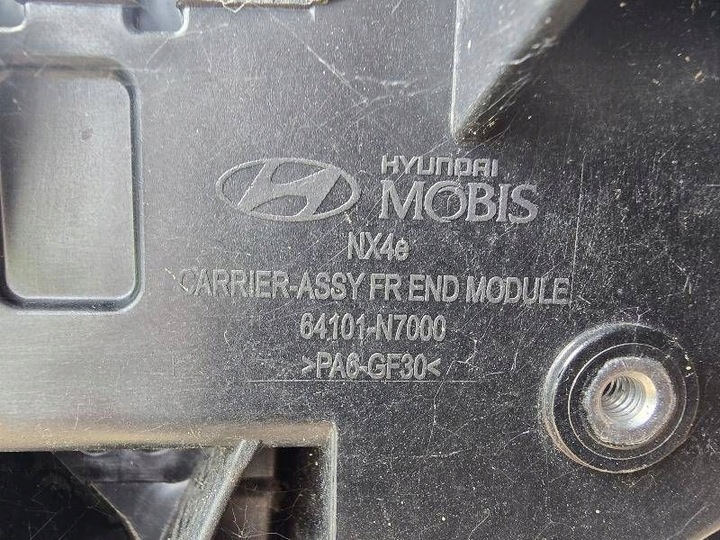 HYUNDAI
MOBIS
NX4e
CARRIER-ASSY FR END MODULE
64101-N7000
>PA6-GF30<